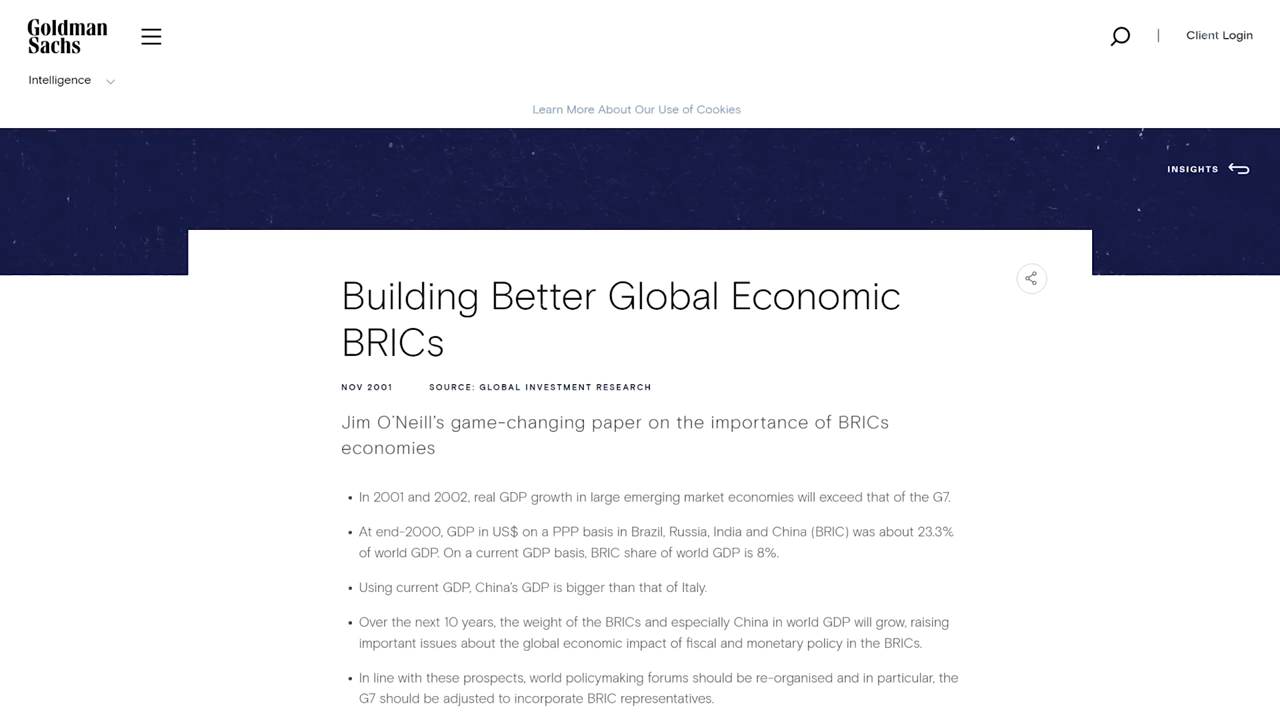 Goldman
Sachs
Client Login
Intelligence
Learn More About Our Use of Cookies
INSIGHTS
Building Better Global Economic
BRICs
NOV 2001 SOURCE: GLOBAL INVESTMENT RESEARCH
Jim O'Neill's game-changing paper on the importance of BRICs
economies
• In 2001 and 2002, real GDP growth in large emerging market economies will exceed that of the G7.
• At end-2000, GDP in US$ on a PPP basis in Brazil, Russia, India and China (BRIC) was about 23.3%
of world GDP. On a current GDP basis, BRIC share of world GDP is 8%.
• Using current GDP, China's GDP is bigger than that of Italy.
• Over the next 10 years, the weight of the BRICs and especially China in world GDP will grow, raising
important issues about the global economic impact of fiscal and monetary policy in the BRICs.
• In line with these prospects, world policymaking forums should be re-organised and in particular, the
G7 should be adjusted to incorporate BRIC representatives.